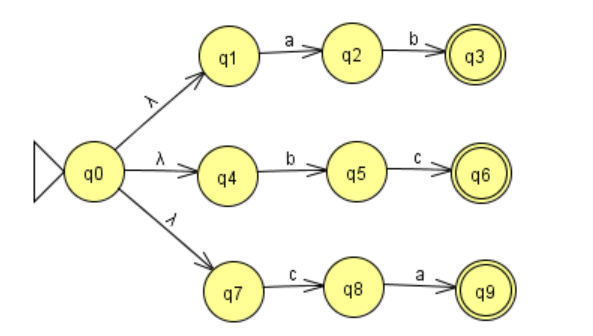 a b
q1 q2 q3
λ
λ b c
q0 q4 q5 q6
λ
c a
q7 q8 q9